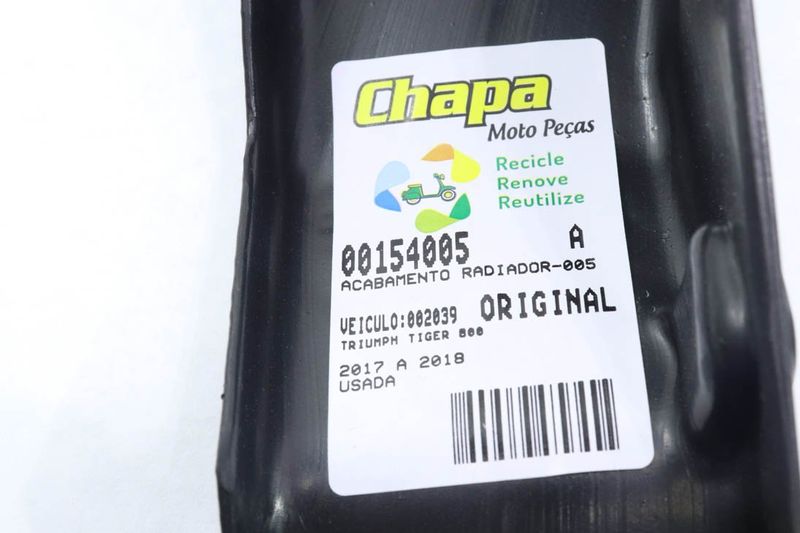 Chapa
Moto Peças
Recicle
Renove
Reutilize
00154005 A
ACABAMENTO RADIADOR-005
VEICULO:002039 ORIGINAL
TRIUMPH TIGER 800
2017 A 2018
USADA